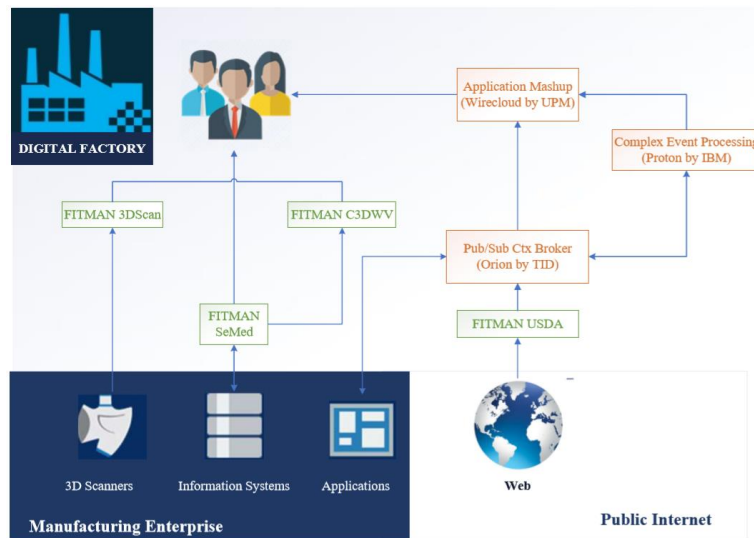 DIGITAL FACTORY
Application Mashup
(Wirecloud by UPM)
Complex Event Processing
(Proton by IBM)
FITMAN 3DScan
FITMAN C3DWV
Pub/Sub Ctx Broker
(Orion by TID)
FITMAN
SeMed
FITMAN USDA
3D Scanners
Information Systems
Applications
Web
Manufacturing Enterprise
Public Internet